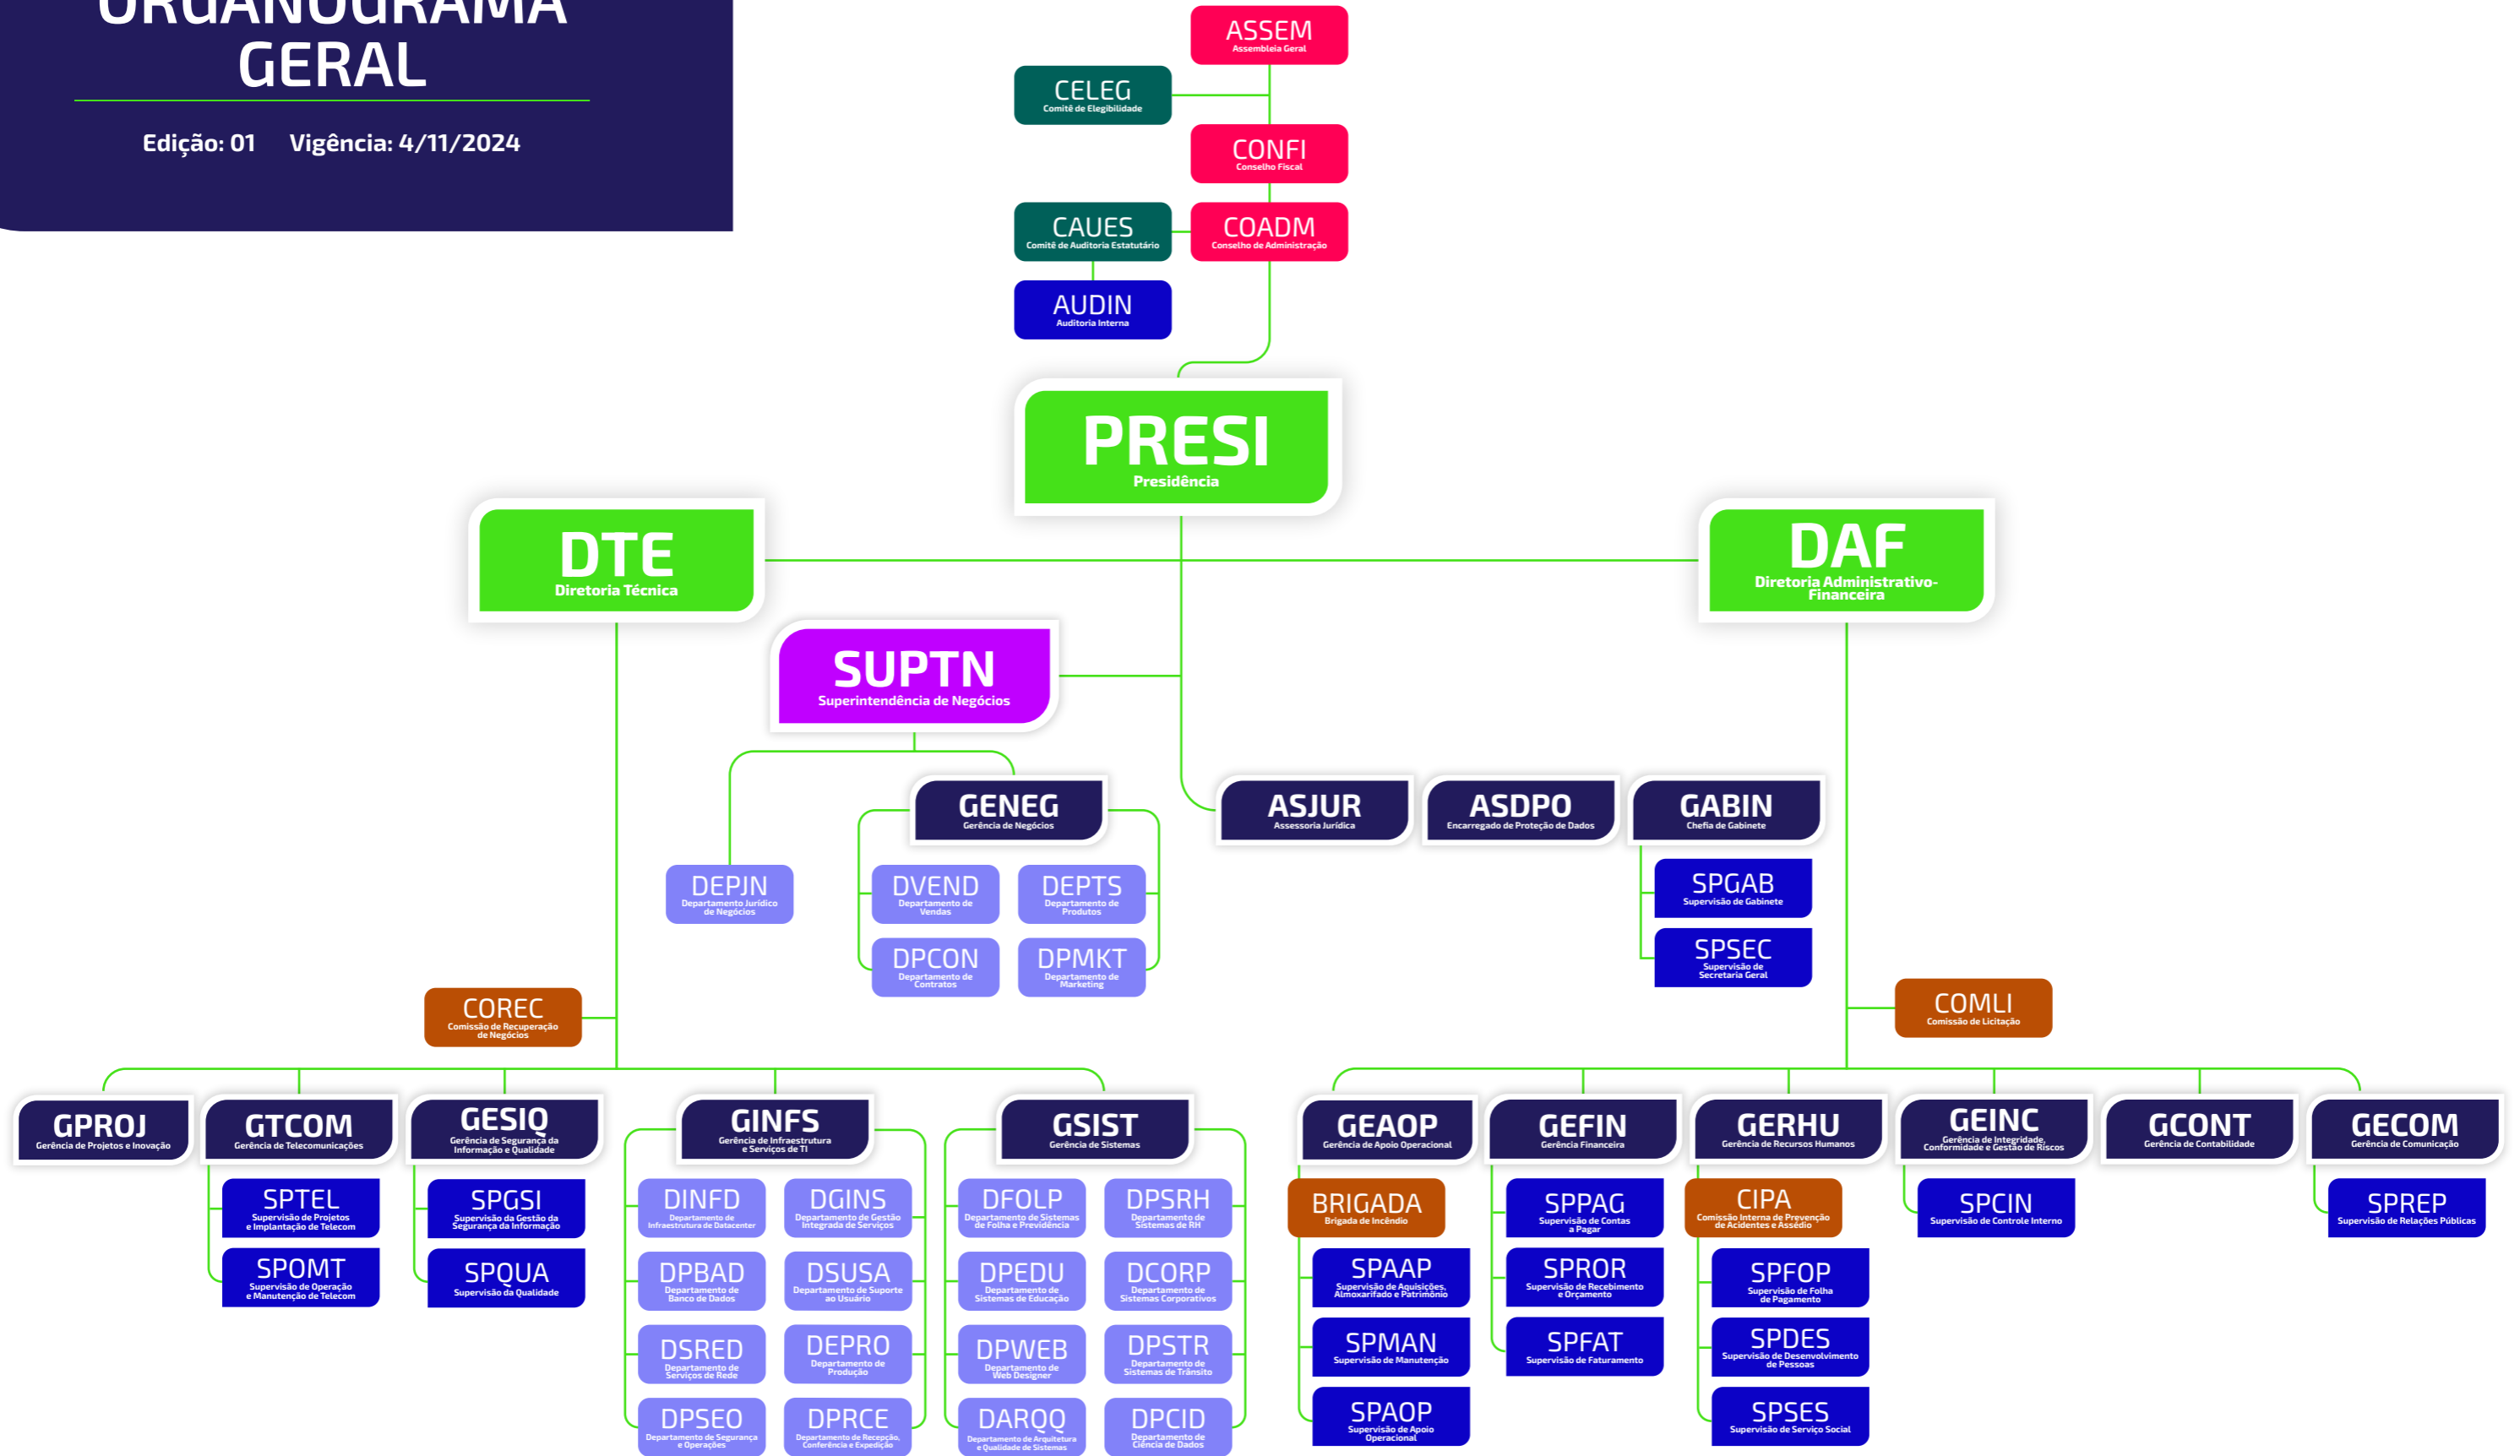 ORGANOGRAMA
GERAL
Edição: 01 Vigência: 4/11/2024
ASSEM
Assembleia Geral
CELEG
Comitê de Elegibilidade
CONFI
Conselho Fiscal
CAUES
Comitê de Auditoria Estatutário
COADM
Conselho de Administração
AUDIN
Auditoria Interna
PRESI
Presidência
DTE
Diretoria Técnica
DAF
Diretoria Administrativo-
Financeira
SUPTN
Superintendência de Negócios
GENEG
Gerência de Negócios
ASJUR
Assessoria Jurídica
ASDPO
Encarregado de Proteção de Dados
GABIN
Chefia de Gabinete
DEPJN
Departamento Jurídico
de Negócios
DVEND
Departamento de
Vendas
DEPTS
Departamento de
Produtos
SPGAB
Supervisão de Gabinete
DPCON
Departamento de
Contratos
DPMKT
Departamento de
Marketing
SPSEC
Supervisão de
Secretaria Geral
COREC
Comissão de Recuperação
de Negócios
COMLI
Comissão de Licitação
GPROJ
Gerência de Projetos e Inovação
GTCOM
Gerência de Telecomunicações
GESIQ
Gerência de Segurança da
Informação e Qualidade
GINFS
Gerência de Infraestrutura
e Serviços de TI
GSIST
Gerência de Sistemas
GEAOP
Gerência de Apoio Operacional
GEFIN
Gerência Financeira
GERHU
Gerência de Recursos Humanos
GEINC
Gerência de Integridade,
Conformidade e Gestão de Riscos
GCONT
Gerência de Contabilidade
GECOM
Gerência de Comunicação
SPTEL
Supervisão de Projetos
e Implantação de Telecom
SPGSI
Supervisão da Gestão da
Segurança da Informação
DINFD
Departamento de
Infraestrutura de Datacenter
DGINS
Departamento de Gestão
Integrada de Serviços
DFOLP
Departamento de Sistemas
de Folha e Previdência
DPSRH
Departamento de
Sistemas de RH
BRIGADA
Brigada de Incêndio
SPPAG
Supervisão de Contas
a Pagar
CIPA
Comissão Interna de Prevenção
de Acidentes e Assédio
SPCIN
Supervisão de Controle Interno
SPREP
Supervisão de Relações Públicas
SPOMT
Supervisão de Operação
e Manutenção de Telecom
SPQUA
Supervisão da Qualidade
DPBAD
Departamento de
Banco de Dados
DSUSA
Departamento de Suporte
ao Usuário
DPEDU
Departamento de
Sistemas de Educação
DCORP
Departamento de
Sistemas Corporativos
SPAAP
Supervisão de Aquisições,
Almoxarifado e Patrimônio
SPROR
Supervisão de Recebimento
e Orçamento
SPFOP
Supervisão de Folha
de Pagamento
DSRED
Departamento de
Serviços de Rede
DEPRO
Departamento de
Produção
DPWEB
Departamento de
Web Designer
DPSTR
Departamento de
Sistemas de Trânsito
SPMAN
Supervisão de Manutenção
SPFAT
Supervisão de Faturamento
SPDES
Supervisão de Desenvolvimento
de Pessoas
DPSEO
Departamento de Segurança
e Operações
DPRCE
Departamento de Recepção,
Conferência e Expedição
DARQQ
Departamento de Arquitetura
e Qualidade de Sistemas
DPCID
Departamento de
Ciência de Dados
SPAOP
Supervisão de Apoio
Operacional
SPSES
Supervisão de Serviço Social